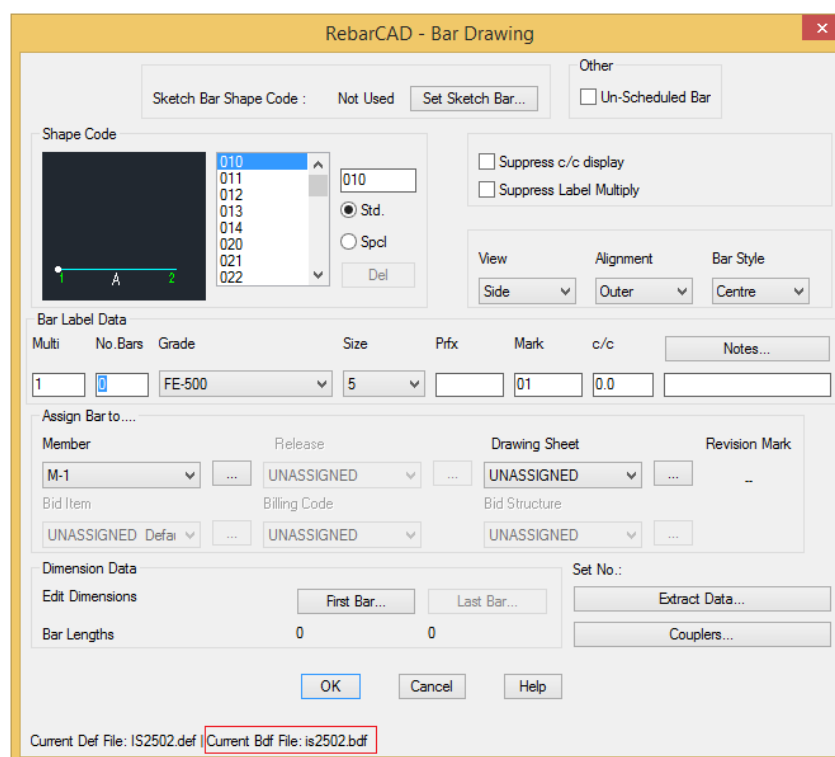 RebarCAD - Bar Drawing
Sketch Bar Shape Code : Not Used Set Sketch Bar...
Other
Un-Scheduled Bar
Shape Code
1 A 2
010
011
012
013
014
020
021
022
010
Std.
Spcl
Del
Suppress c/c display
Suppress Label Multiply
View Alignment Bar Style
Side Outer Centre
Bar Label Data
Multi No.Bars Grade Size Prfx Mark c/c Notes...
1 0 FE-500 5 01 0.0
Assign Bar to....
Member Release Drawing Sheet Revision Mark
M-1 ... UNASSIGNED ... UNASSIGNED ... --
Bid Item Billing Code Bid Structure
UNASSIGNED Defau ... UNASSIGNED UNASSIGNED ...
Dimension Data
Edit Dimensions First Bar... Last Bar...
Bar Lengths 0 0
Set No.:
Extract Data...
Couplers...
OK Cancel Help
Current Def File: IS2502.def | Current Bdf File: is2502.bdf